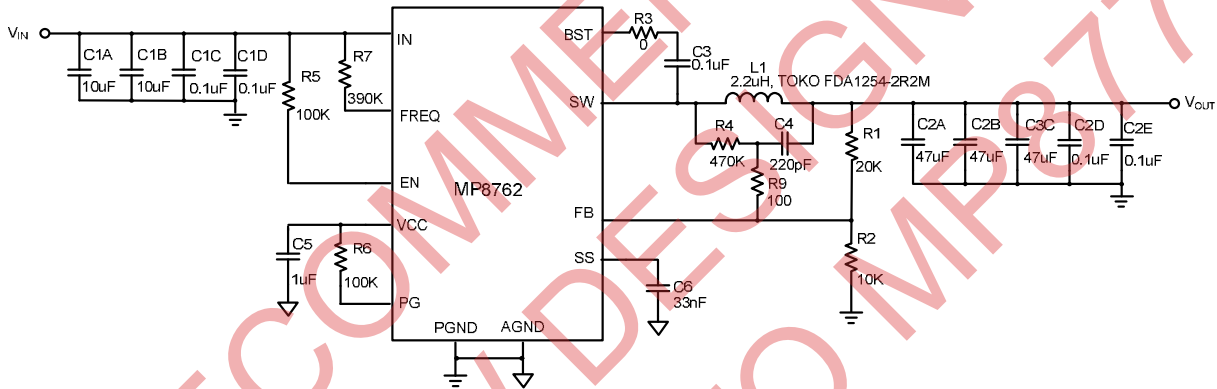 VIN
C1A
10uF
C1B
10uF
C1C
0.1uF
C1D
0.1uF
R5
100K
R7
390K
IN
FREQ
EN
MP8762
VCC
C5
1uF
R6
100K
PG
PGND
AGND
BST
R3
0
C3
0.1uF
SW
L1
2.2uH, TOKO FDA1254-2R2M
R4
470K
C4
220pF
R9
100
R1
20K
FB
R2
10K
SS
C6
33nF
C2A
47uF
C2B
47uF
C3C
47uF
C2D
0.1uF
C2E
0.1uF
VOUT
ECOMME
DESIGN
O MP877